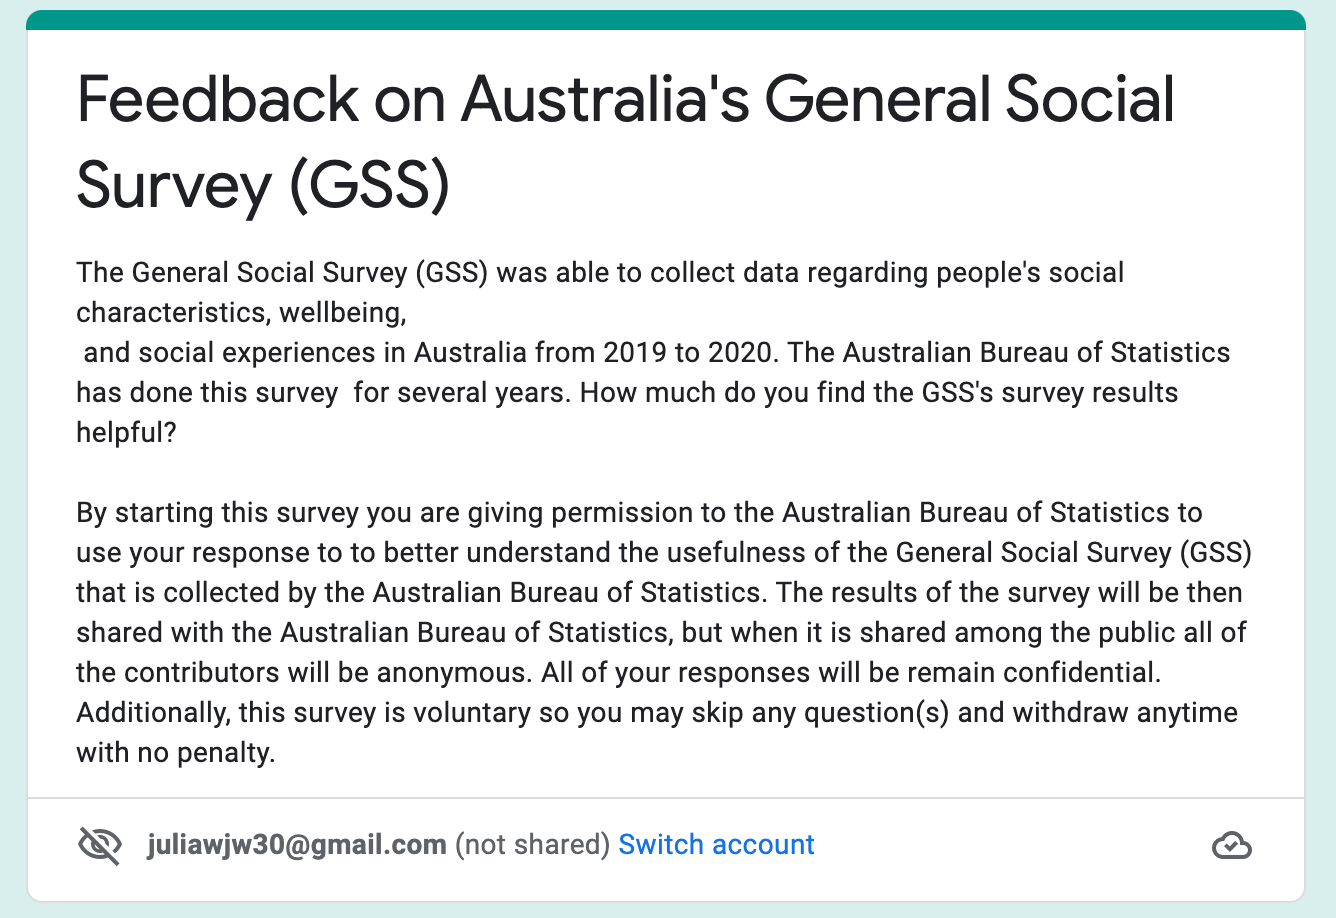 Feedback on Australia's General Social
Survey (GSS)
The General Social Survey (GSS) was able to collect data regarding people's social
characteristics, wellbeing,
and social experiences in Australia from 2019 to 2020. The Australian Bureau of Statistics
has done this survey  for several years. How much do you find the GSS's survey results
helpful?
By starting this survey you are giving permission to the Australian Bureau of Statistics to
use your response to to better understand the usefulness of the General Social Survey (GSS)
that is collected by the Australian Bureau of Statistics. The results of the survey will be then
shared with the Australian Bureau of Statistics, but when it is shared among the public all of
the contributors will be anonymous. All of your responses will be remain confidential.
Additionally, this survey is voluntary so you may skip any question(s) and withdraw anytime
with no penalty.
juliawjw30@gmail.com (not shared) Switch account